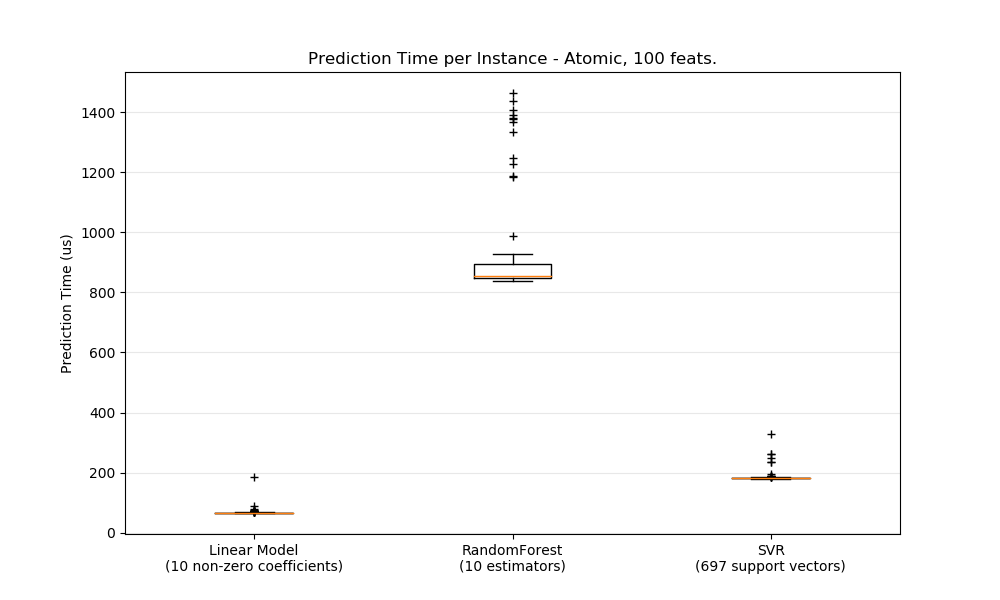 Prediction Time per Instance - Atomic, 100 feats.
Prediction Time (us)
1400
1200
1000
800
600
400
200
0
Linear Model
(10 non-zero coefficients)
RandomForest
(10 estimators)
SVR
(697 support vectors)